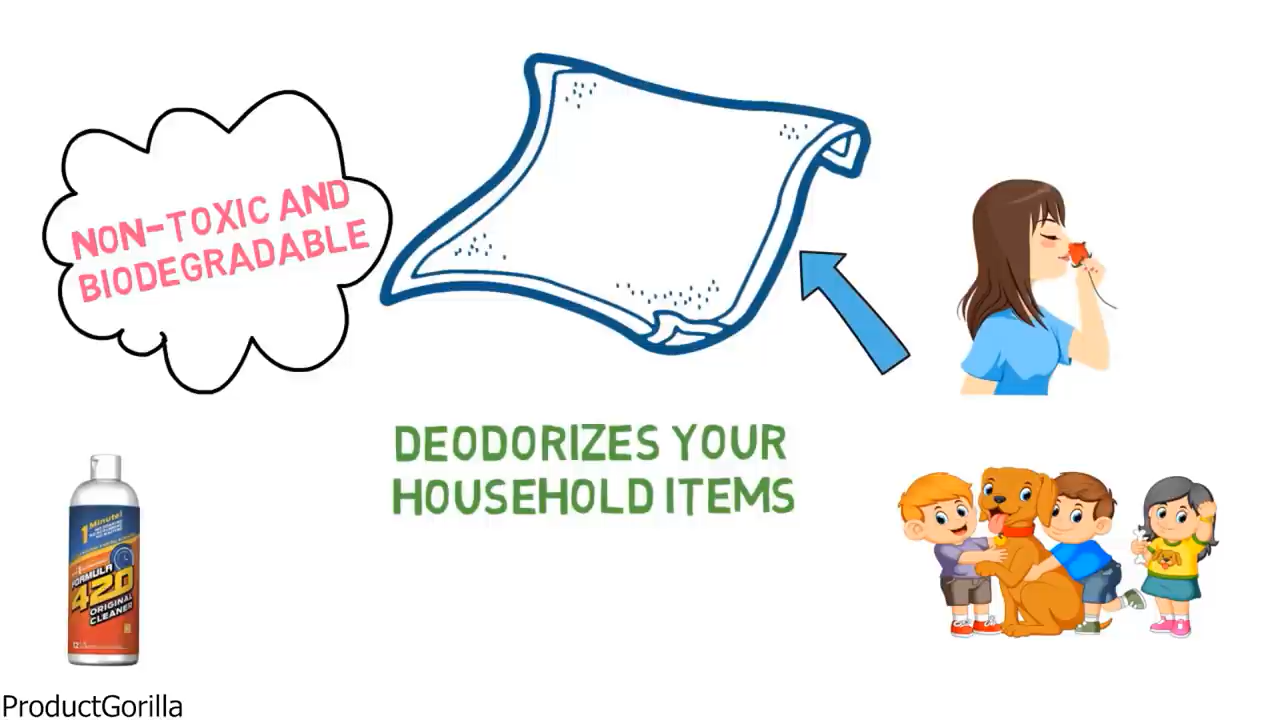 NON-TOXIC AND
BIODEGRADABLE
DEODORIZES YOUR
HOUSEHOLD ITEMS
1 Minute!
FORMULA
420
ORIGINAL
CLEANER
ProductGorilla